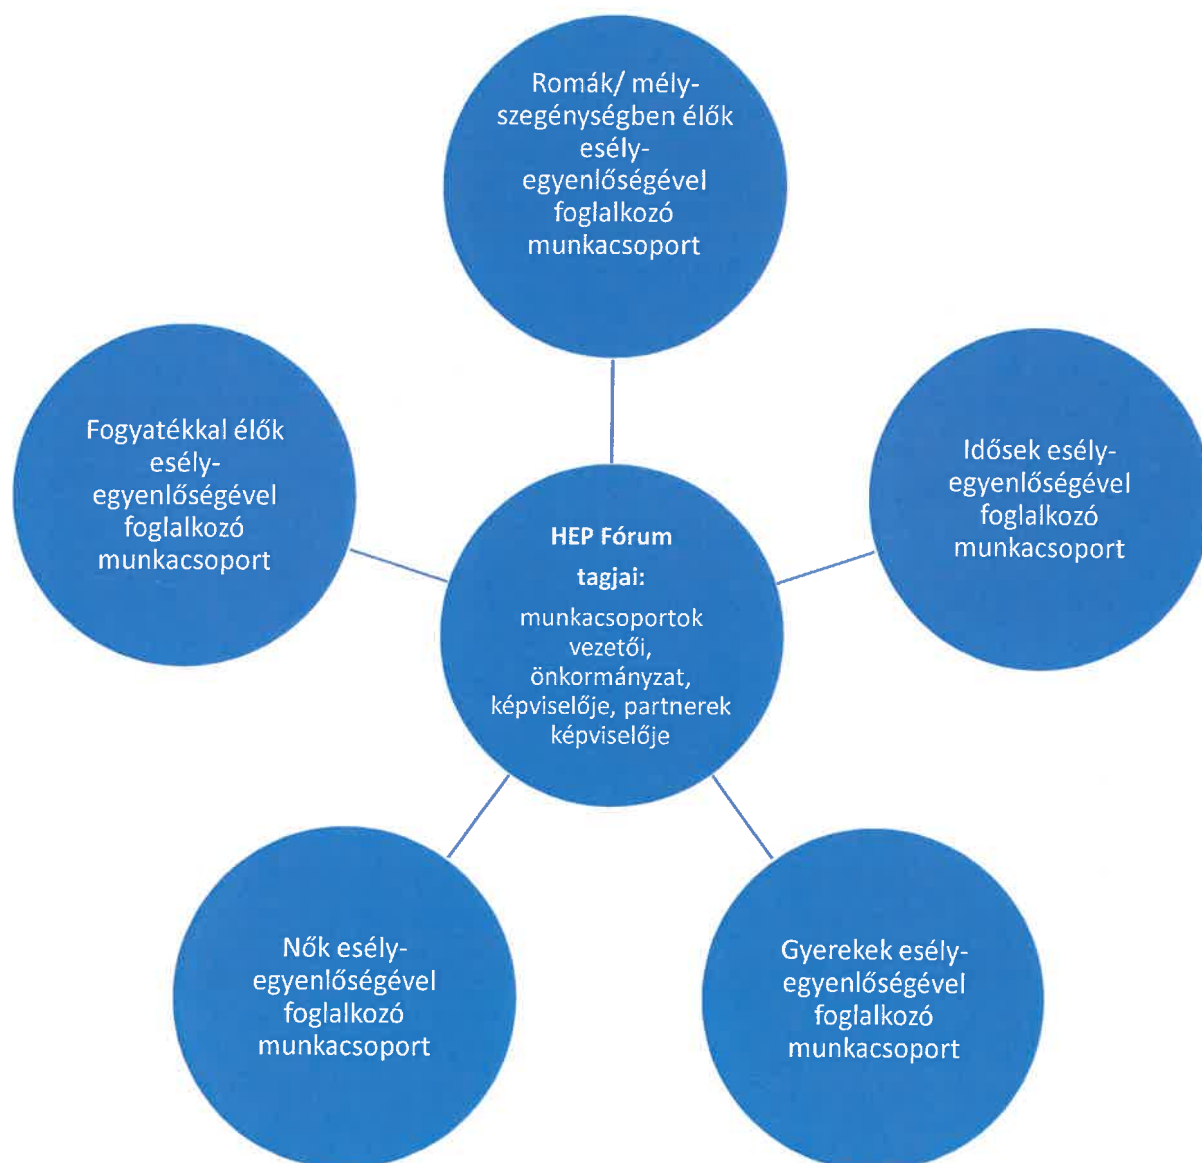 Romák/ mély-
szegénységben élők
esély-
egyenlőségével
foglalkozó
munkacsoport
Fogyatékkal élők
esély-
egyenlőségével
foglalkozó
munkacsoport
Idősek esély-
egyenlőségével
foglalkozó
munkacsoport
HEP Fórum
tagjai:
munkacsoportok
vezetői,
önkormányzat,
képviselője, partnerek
képviselője
Nők esély-
egyenlőségével
foglalkozó
munkacsoport
Gyerekek esély-
egyenlőségével
foglalkozó
munkacsoport